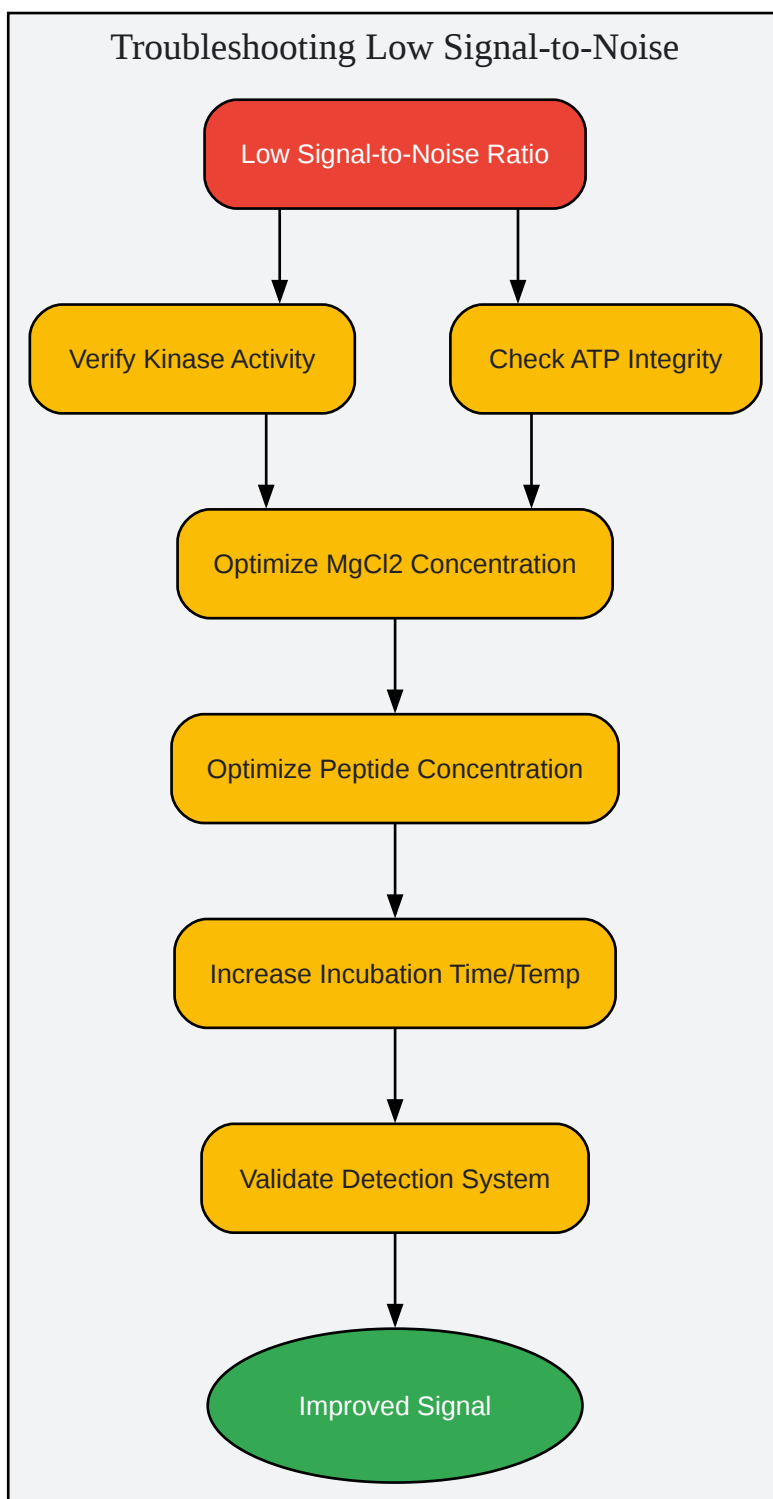 Troubleshooting Low Signal-to-Noise
Low Signal-to-Noise Ratio
Verify Kinase Activity
Check ATP Integrity
Optimize MgCl2 Concentration
Optimize Peptide Concentration
Increase Incubation Time/Temp
Validate Detection System
Improved Signal